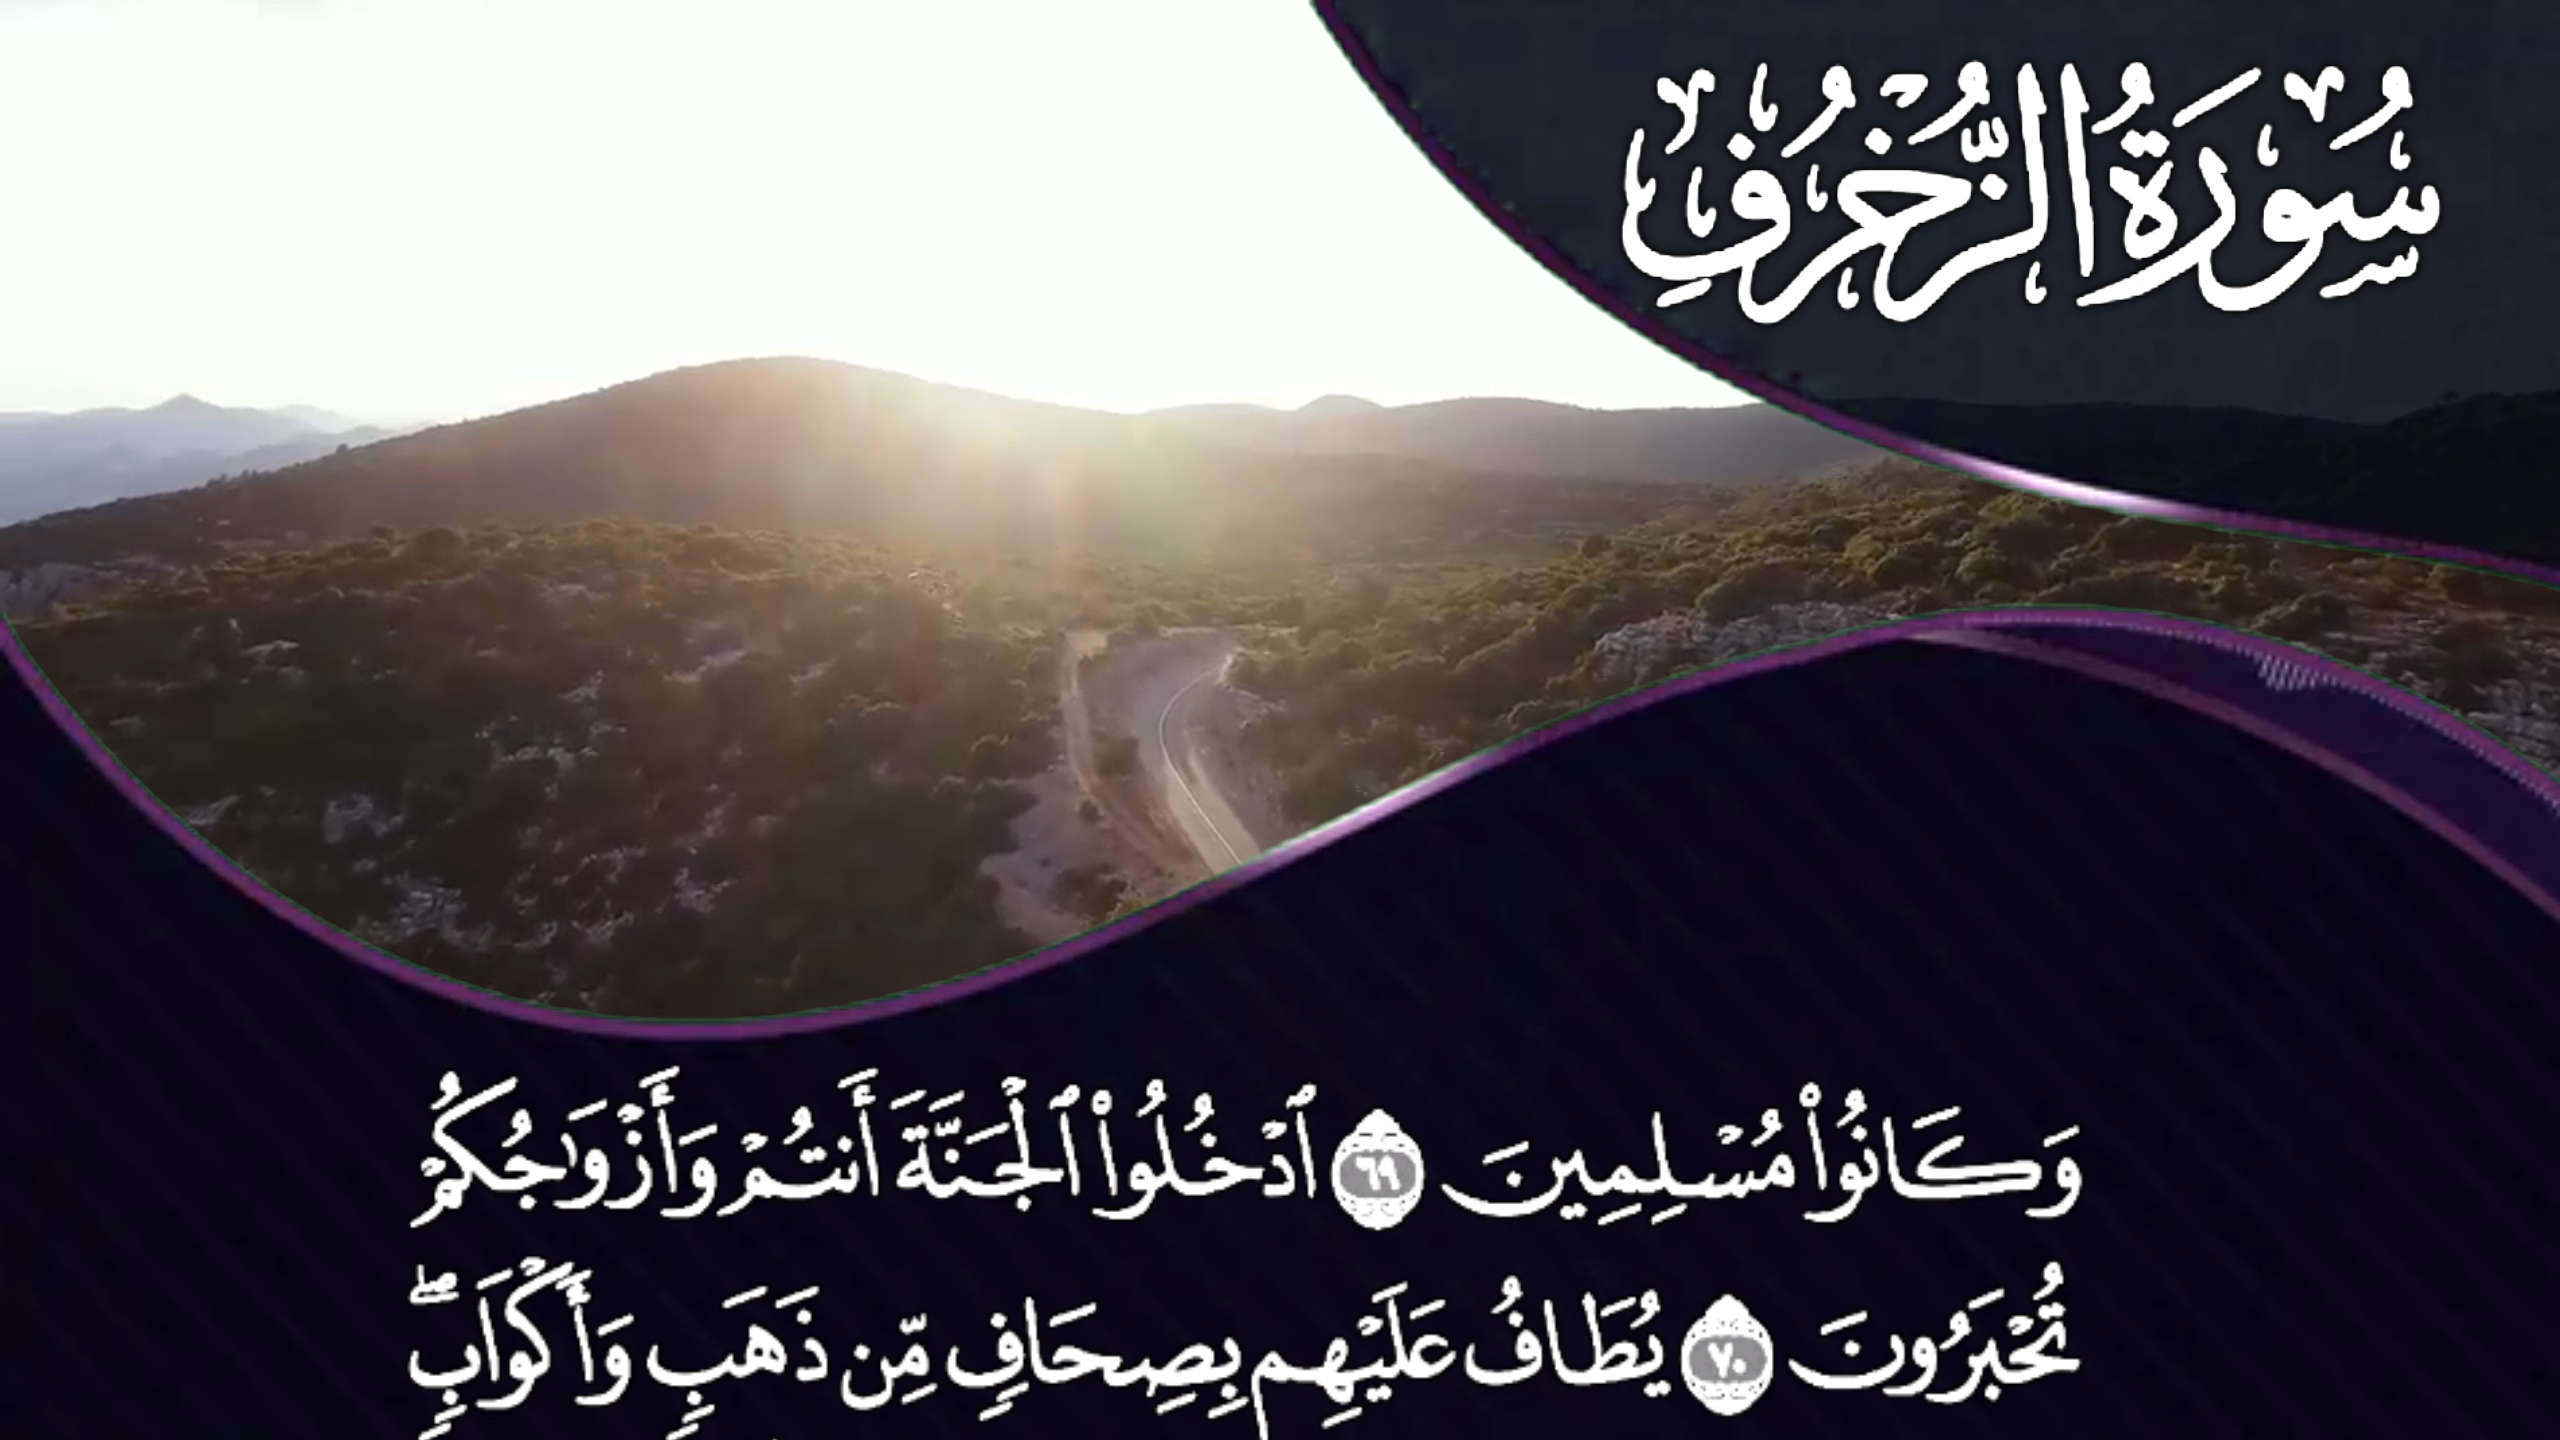 سُورَةُ الزُّخْرُفِ
وَكَانُوا۟ مُسْلِمِينَ ٦٩ ٱدْخُلُوا۟ ٱلْجَنَّةَ أَنتُمْ وَأَزْوَٰجُكُمْ
تُحْبَرُونَ ٧٠ يُطَافُ عَلَيْهِم بِصِحَافٍ مِّن ذَهَبٍ وَأَكْوَابٍ ۖ